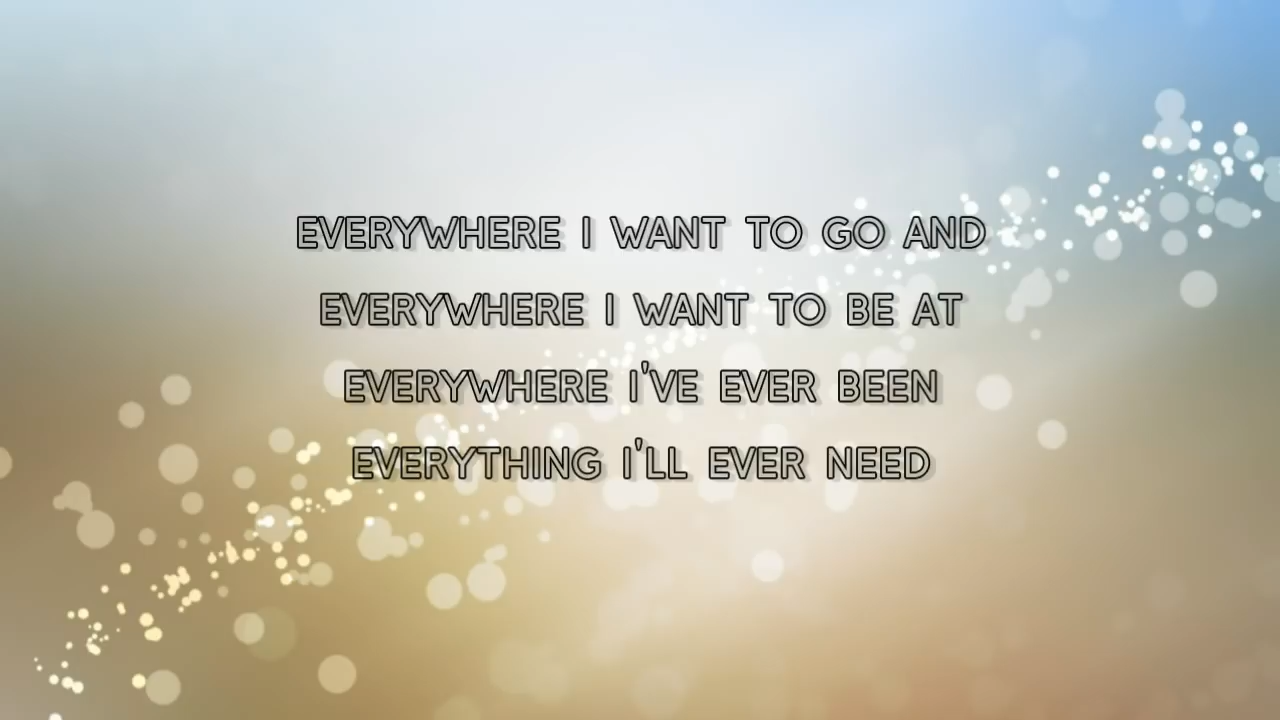 EVERYWHERE I WANT TO GO AND
EVERYWHERE I WANT TO BE AT
EVERYWHERE I'VE EVER BEEN
EVERYTHING I'LL EVER NEED